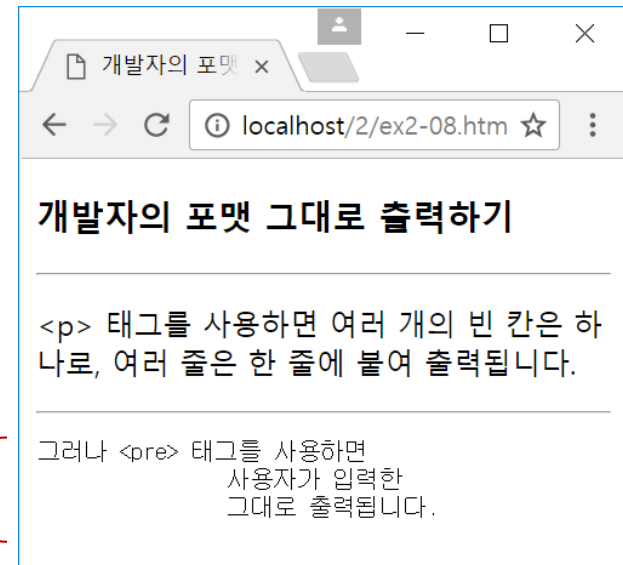 개발자의 포맷
localhost/2/ex2-08.htm
개발자의 포맷 그대로 출력하기
<p> 태그를 사용하면 여러 개의 빈 칸은 하
나로, 여러 줄은 한 줄에 붙여 출력됩니다.
그러나 <pre> 태그를 사용하면
사용자가 입력한
그대로 출력됩니다.